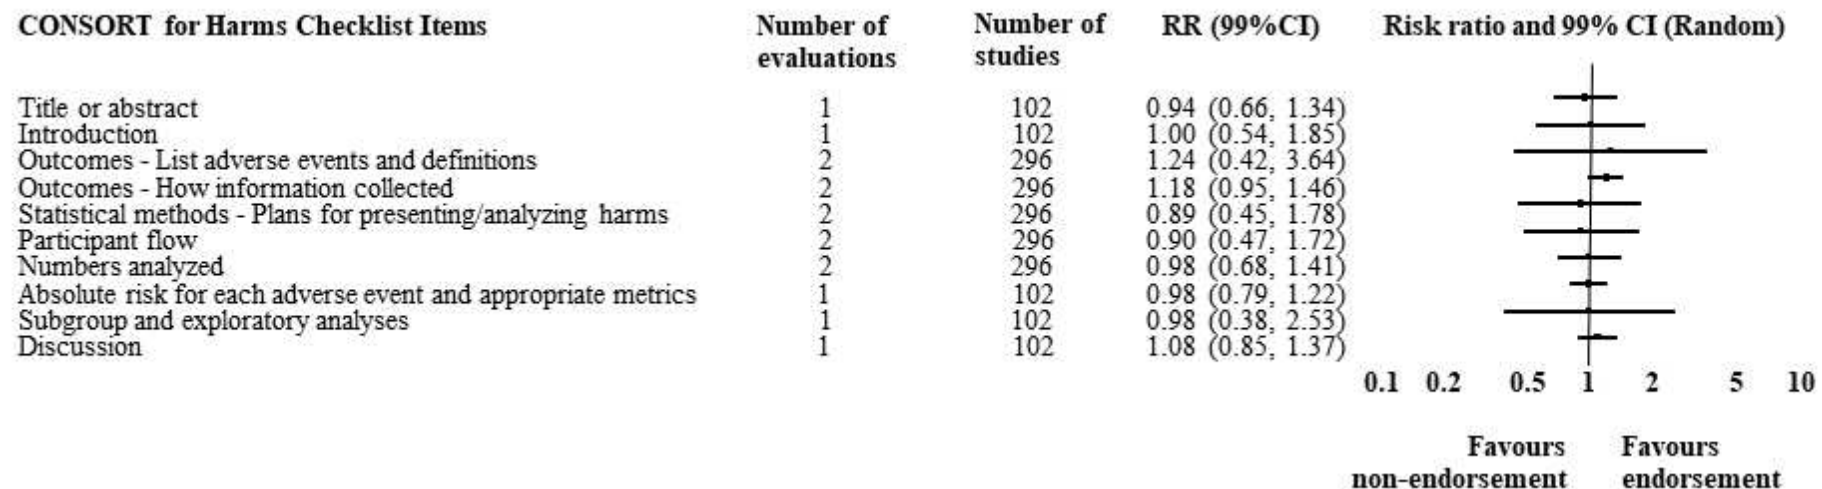 CONSORT for Harms Checklist Items Number of evaluations Number of studies RR (99%CI) Risk ratio and 99% CI (Random)
Title or abstract 1 102 0.94 (0.66, 1.34)
Introduction 1 102 1.00 (0.54, 1.85)
Outcomes - List adverse events and definitions 2 296 1.24 (0.42, 3.64)
Outcomes - How information collected 2 296 1.18 (0.95, 1.46)
Statistical methods - Plans for presenting/analyzing harms 2 296 0.89 (0.45, 1.78)
Participant flow 2 296 0.90 (0.47, 1.72)
Numbers analyzed 2 296 0.98 (0.68, 1.41)
Absolute risk for each adverse event and appropriate metrics 1 102 0.98 (0.79, 1.22)
Subgroup and exploratory analyses 1 102 0.98 (0.38, 2.53)
Discussion 1 102 1.08 (0.85, 1.37)
0.1 0.2 0.5 1 2 5 10
Favours non-endorsement
Favours endorsement